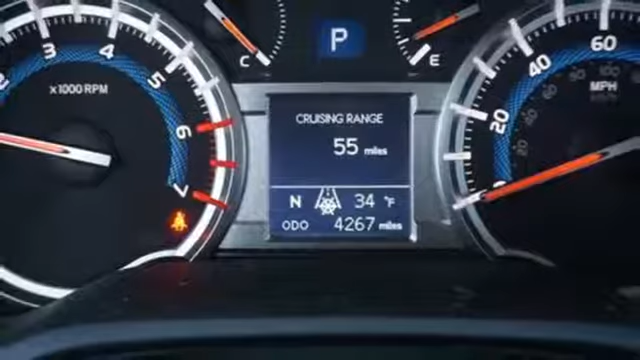 P
C
E
3
4
5
6
7
x1000 RPM
CRUISING RANGE
55 miles
N 34 °F
ODO 4267 miles
60
40
20
MPH